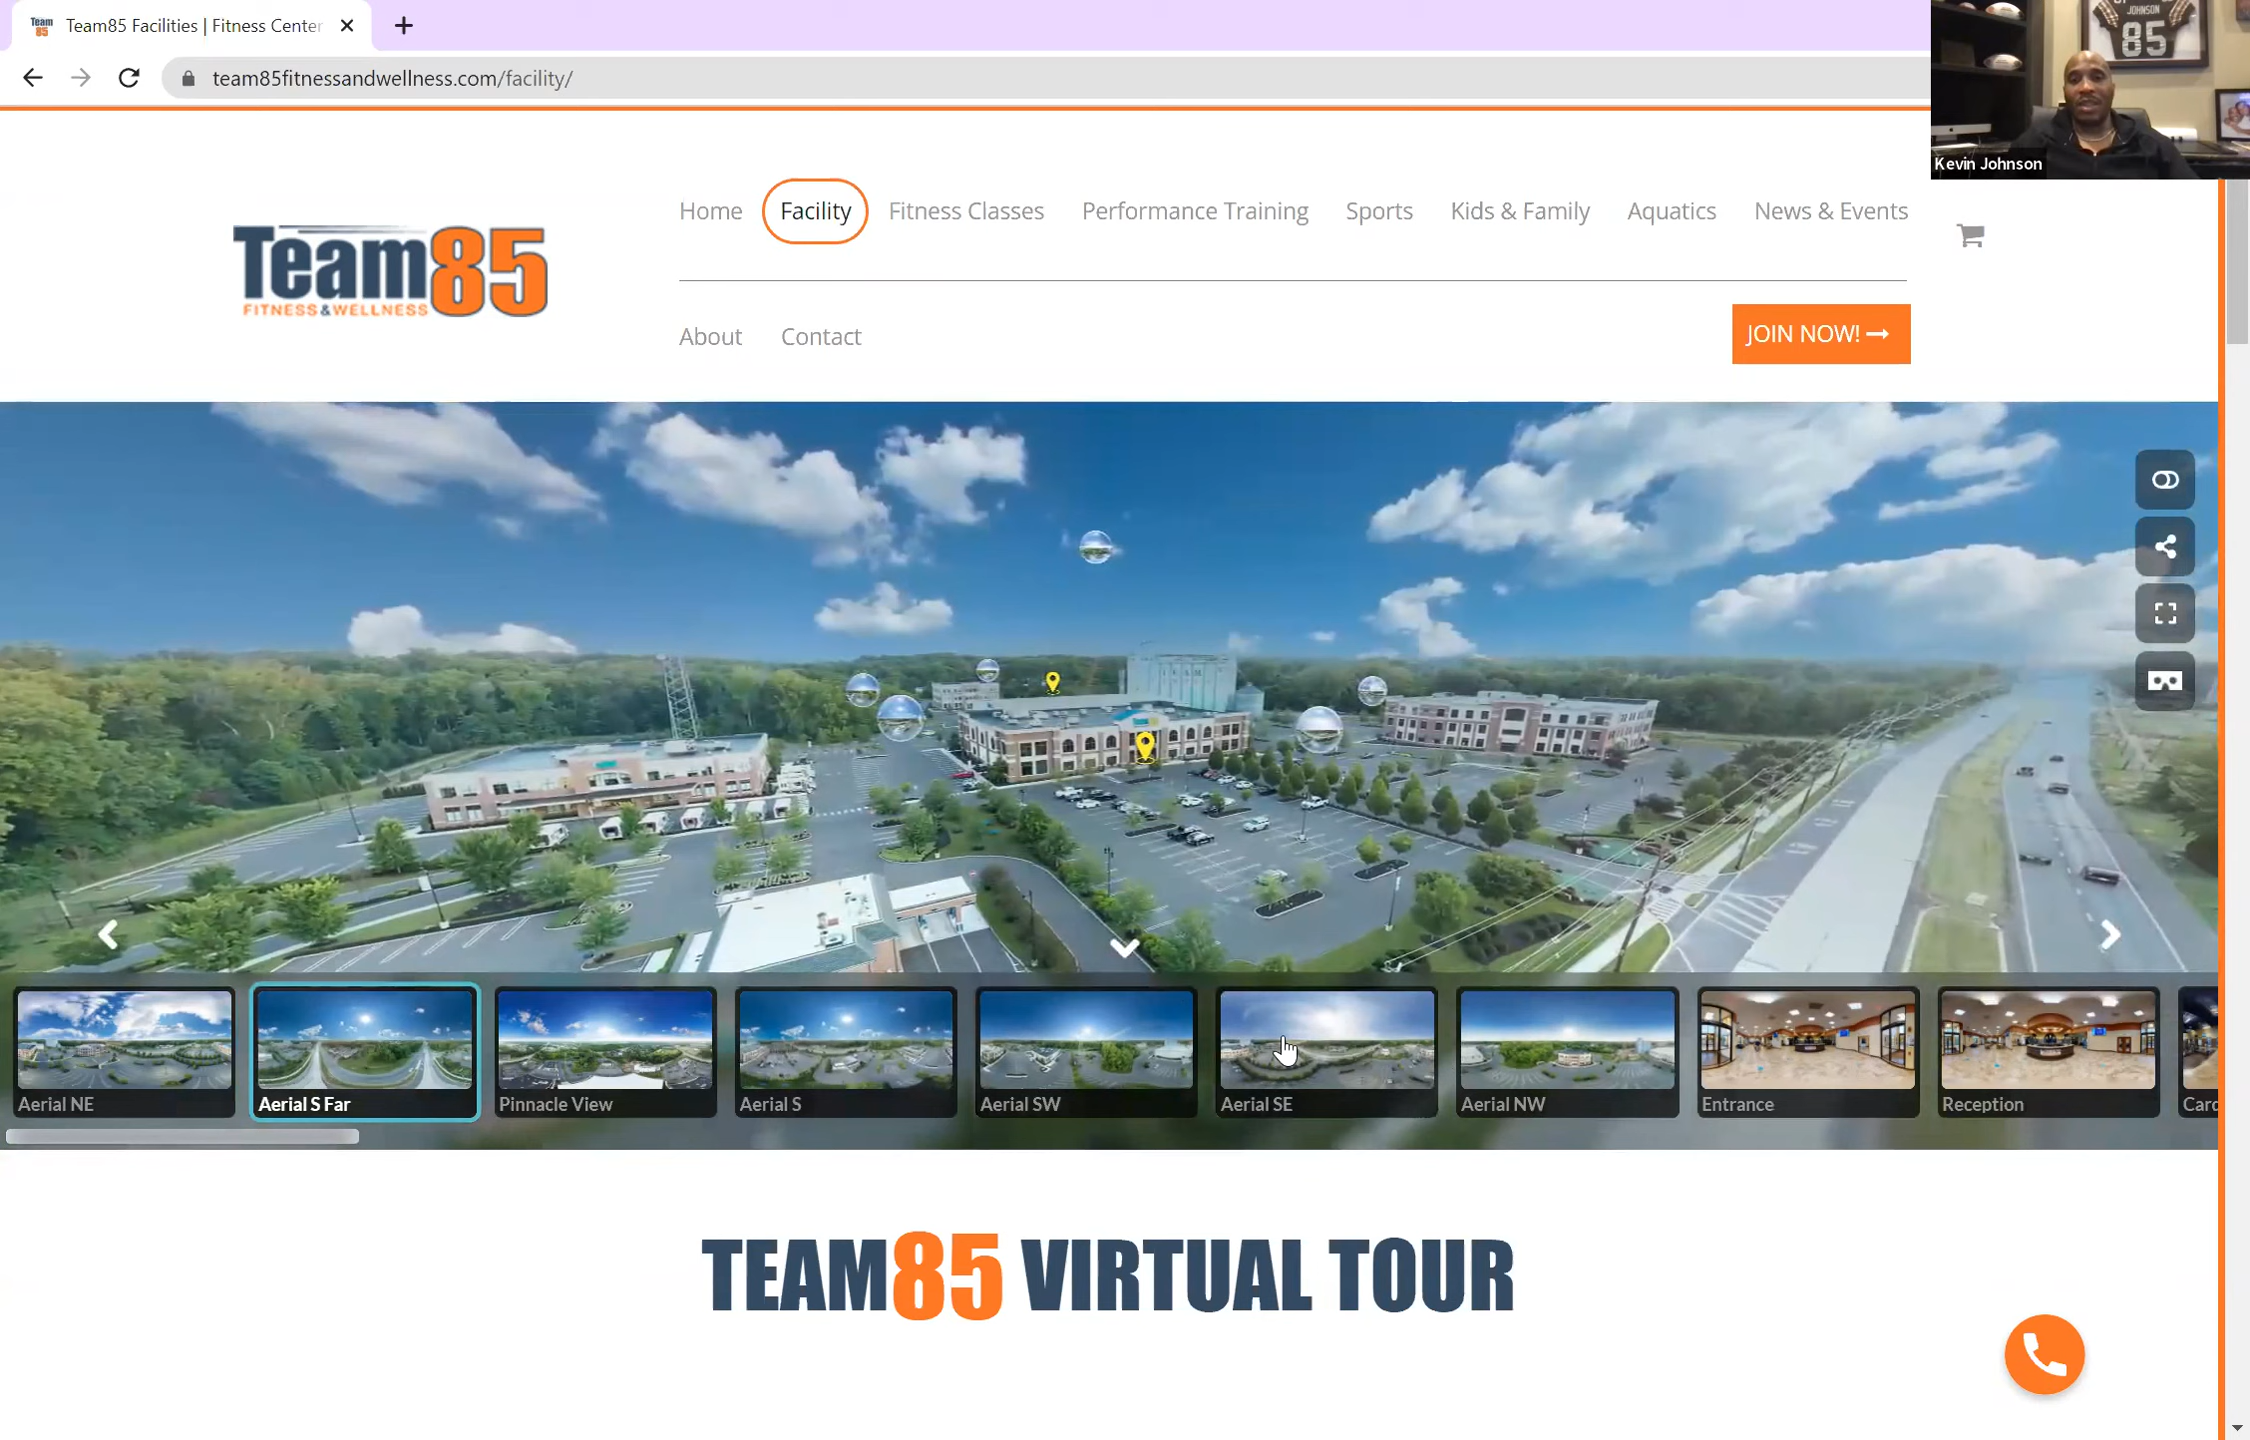 Team85 Facilities | Fitness Center
team85fitnessandwellness.com/facility/
JOHNSON
85
Kevin Johnson
Home Facility Fitness Classes Performance Training Sports Kids & Family Aquatics News & Events
Team85
FITNESS&WELLNESS
About Contact
JOIN NOW!
Aerial NE
Aerial S Far
Pinnacle View
Aerial S
Aerial SW
Aerial SE
Aerial NW
Entrance
Reception
TEAM85 VIRTUAL TOUR